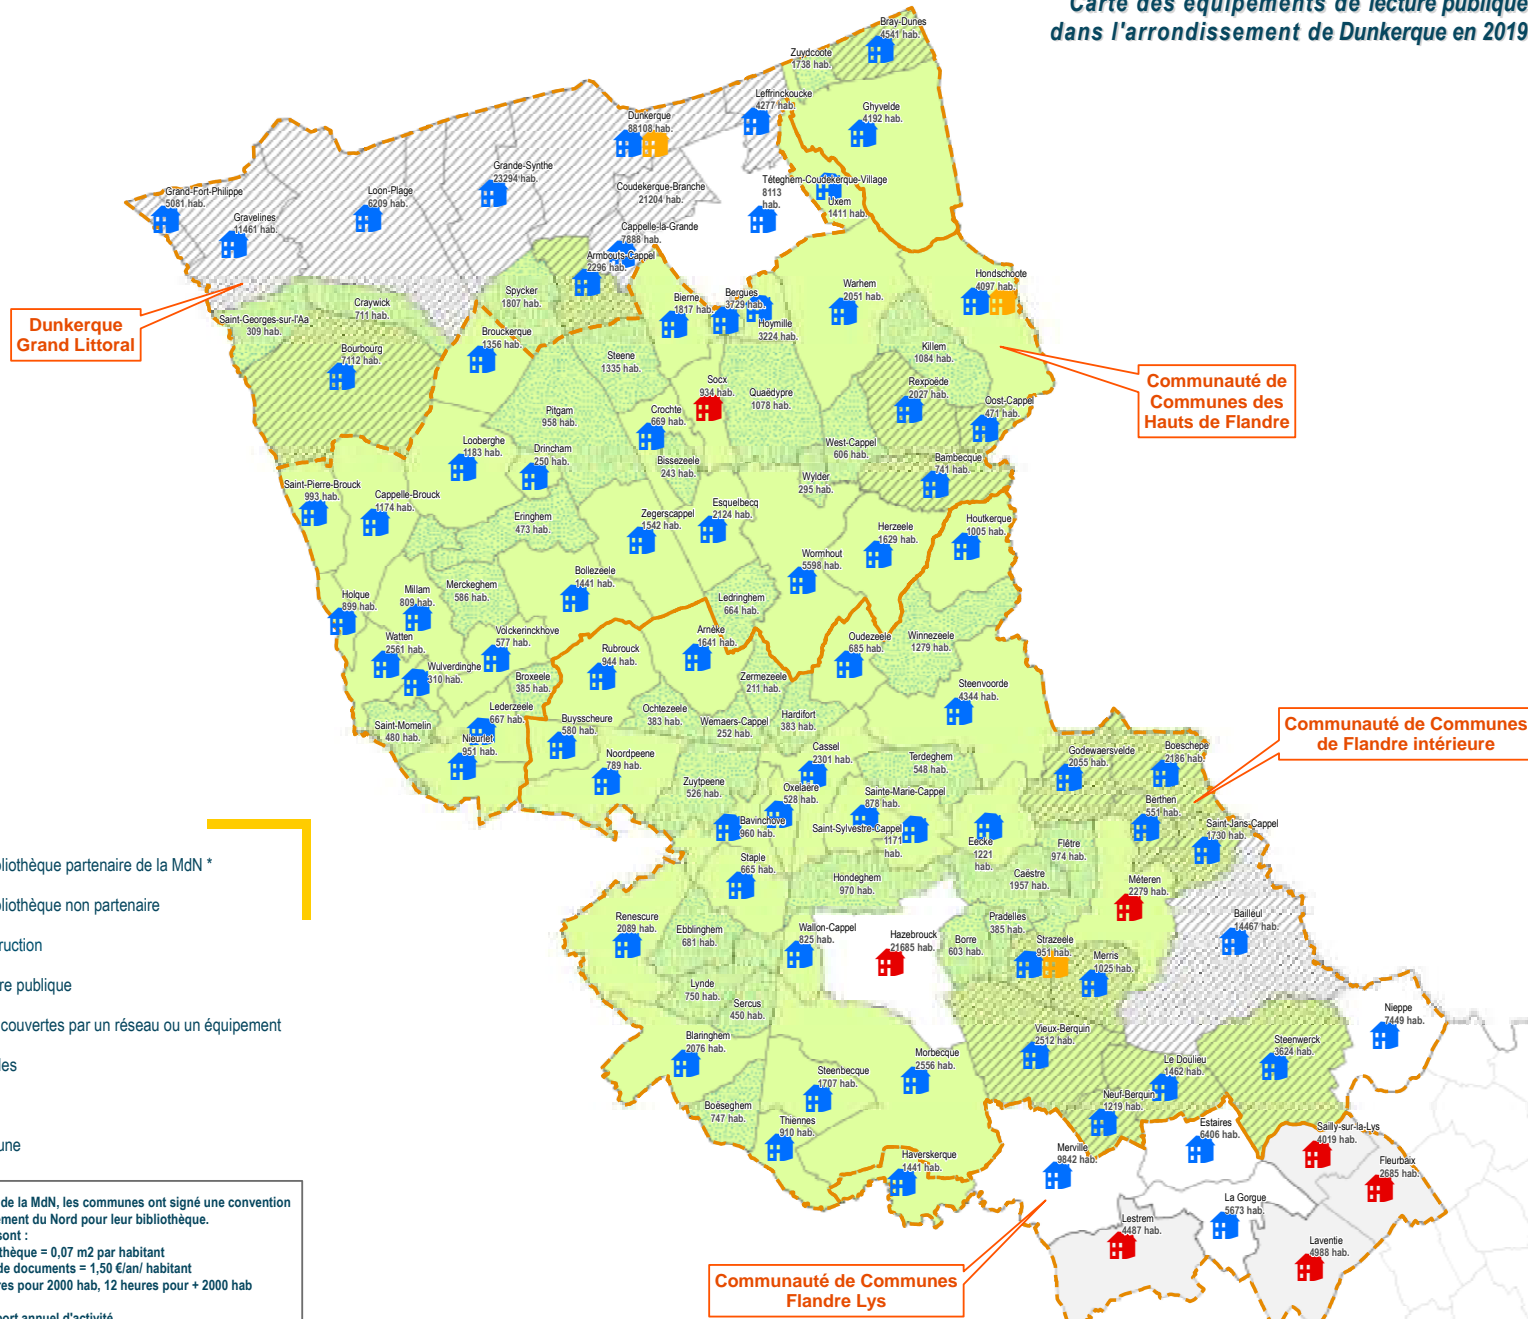 Carte des équipements de lecture publique
dans l'arrondissement de Dunkerque en 2019
Bray-Dunes
4541 hab.
Zuydcoote
1738 hab.
Leffrinckoucke
4277 hab.
Ghyvelde
4192 hab.
Dunkerque
88108 hab.
Grande-Synthe
23294 hab.
Coudekerque-Branche
21204 hab.
Téteghem-Coudekerque-Village
8113
hab.
Uxem
1411 hab.
Grand-Fort-Philippe
5081 hab.
Gravelines
11461 hab.
Loon-Plage
6209 hab.
Cappelle-la-Grande
7888 hab.
Armbouts-Cappel
2296 hab.
Spycker
1807 hab.
Craywick
711 hab.
Saint-Georges-sur-l'Aa
309 hab.
Bourbourg
7112 hab.
Dunkerque
Grand Littoral
Brouckerque
1356 hab.
Bierne
1817 hab.
Bergues
3729 hab.
Hoymille
3224 hab.
Warhem
2051 hab.
Hondschoote
4097 hab.
Killem
1084 hab.
Rexpoëde
2027 hab.
Oost-Cappel
471 hab.
Communauté de
Communes des
Hauts de Flandre
Steene
1335 hab.
Socx
934 hab.
Quaëdypre
1078 hab.
Pitgam
958 hab.
Crochte
669 hab.
Bissezeele
243 hab.
West-Cappel
606 hab.
Bambecque
741 hab.
Wylder
295 hab.
Looberghe
1183 hab.
Drincham
250 hab.
Saint-Pierre-Brouck
993 hab.
Cappelle-Brouck
1174 hab.
Eringhem
473 hab.
Zegerscappel
1542 hab.
Esquelbecq
2124 hab.
Herzeele
1629 hab.
Houtkerque
1005 hab.
Wormhout
5598 hab.
Bollezeele
1441 hab.
Merckeghem
586 hab.
Millam
809 hab.
Holque
899 hab.
Ledringhem
664 hab.
Watten
2561 hab.
Wulverdinghe
310 hab.
Volckerinckhove
577 hab.
Broxeele
385 hab.
Lederzeele
667 hab.
Saint-Momelin
480 hab.
Nieurlet
951 hab.
Rubrouck
944 hab.
Arnèke
1641 hab.
Oudezeele
685 hab.
Winnezeele
1279 hab.
Zermezeele
211 hab.
Steenvoorde
4344 hab.
Ochtezeele
383 hab.
Wemaers-Cappel
252 hab.
Hardifort
383 hab.
Buysscheure
580 hab.
Noordpeene
789 hab.
Cassel
2301 hab.
Terdeghem
548 hab.
Godewaersvelde
2055 hab.
Boeschepe
2186 hab.
Communauté de Communes
de Flandre intérieure
Zuytpeene
526 hab.
Oxelaëre
528 hab.
Sainte-Marie-Cappel
878 hab.
Berthen
551 hab.
Saint-Jans-Cappel
1730 hab.
Bavinchove
960 hab.
Saint-Sylvestre-Cappel
1171
hab.
Eecke
1221
hab.
Flêtre
974 hab.
Staple
665 hab.
Hondeghem
970 hab.
Caëstre
1957 hab.
Méteren
2279 hab.
Bailleul
14467 hab.
Renescure
2089 hab.
Ebblinghem
681 hab.
Wallon-Cappel
825 hab.
Hazebrouck
21685 hab.
Borre
603 hab.
Pradelles
385 hab.
Strazeele
951 hab.
Merris
1025 hab.
Lynde
750 hab.
Sercus
450 hab.
Nieppe
7449 hab.
Blaringhem
2076 hab.
Vieux-Berquin
2512 hab.
Steenwerck
3624 hab.
Le Doulieu
1462 hab.
Morbecque
2556 hab.
Steenbecque
1707 hab.
Boëseghem
747 hab.
Thiennes
910 hab.
Neuf-Berquin
1219 hab.
Estaires
6406 hab.
Sailly-sur-la-Lys
4019 hab.
Haverskerque
1441 hab.
Merville
9842 hab.
Fleurbaix
2685 hab.
La Gorgue
5673 hab.
Lestrem
4487 hab.
Laventie
4988 hab.
Communauté de Communes
Flandre Lys
bliothèque partenaire de la MdN *
bliothèque non partenaire
ruction
re publique
couvertes par un réseau ou un équipement
les
une
de la MdN, les communes ont signé une convention
ement du Nord pour leur bibliothèque.
sont :
othèque = 0,07 m2 par habitant
de documents = 1,50 €/an/ habitant
res pour 2000 hab, 12 heures pour + 2000 hab
port annuel d'activité